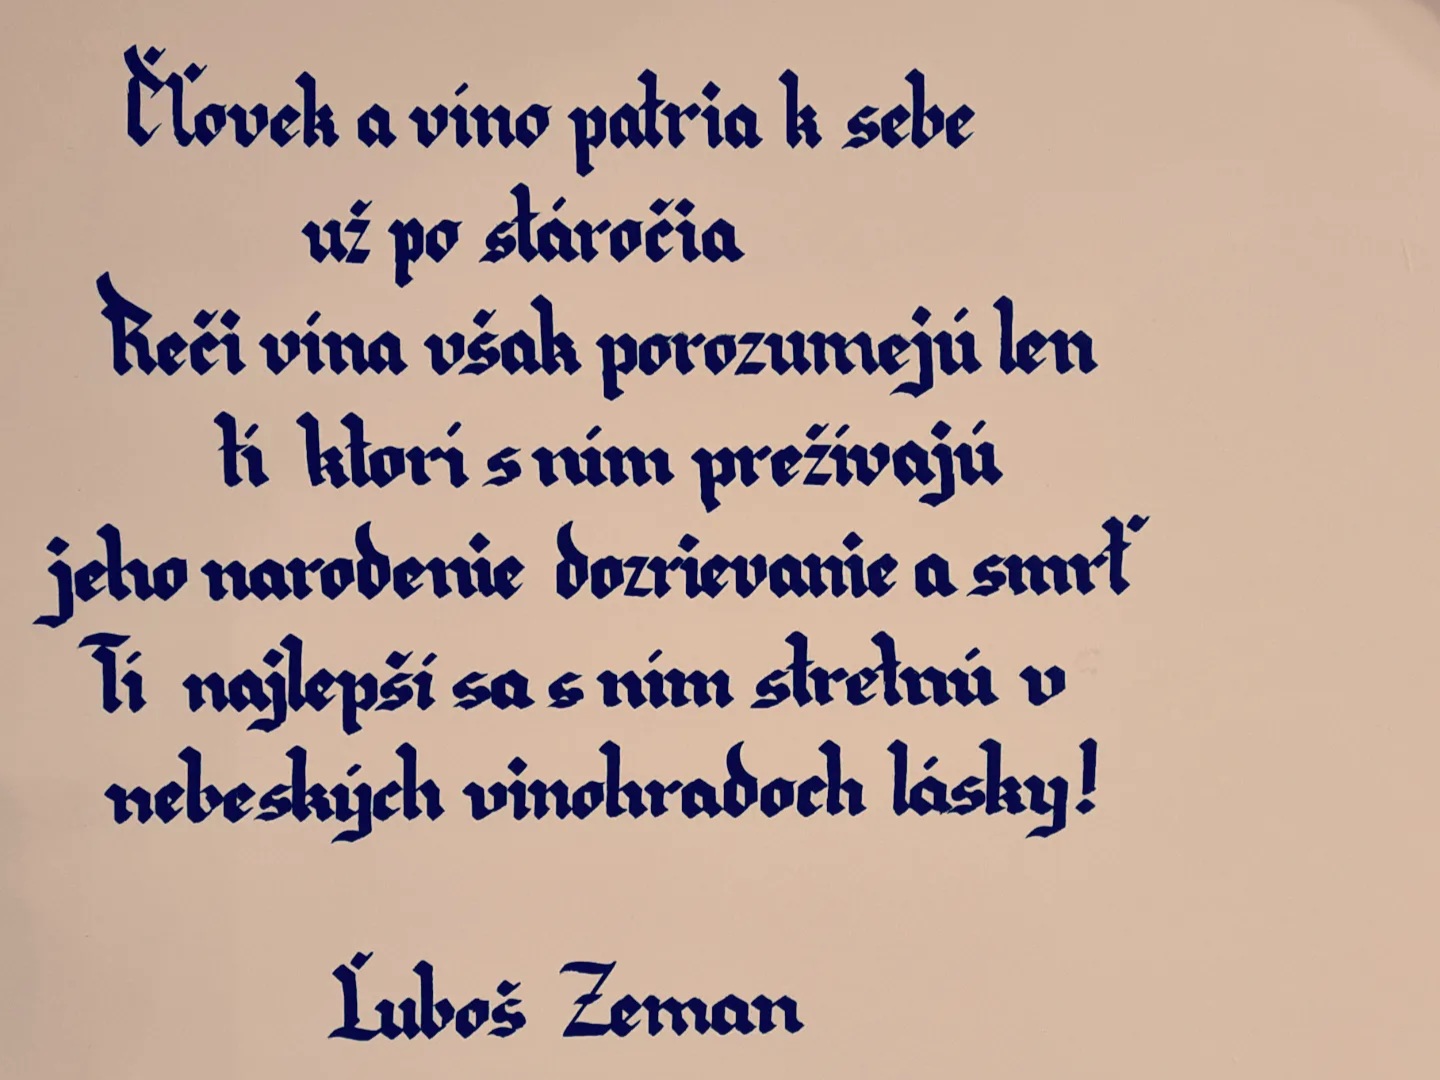 Čľovek a víno patria k sebe
už po stáročia
Reči vína však porozumejú len
tí ktorí s ním prežívajú
jeho narodenie dozrievanie a smrť
Tí najlepší sa s ním stretnú v
nebeských vinohradoch lásky!
Ľuboš Zeman